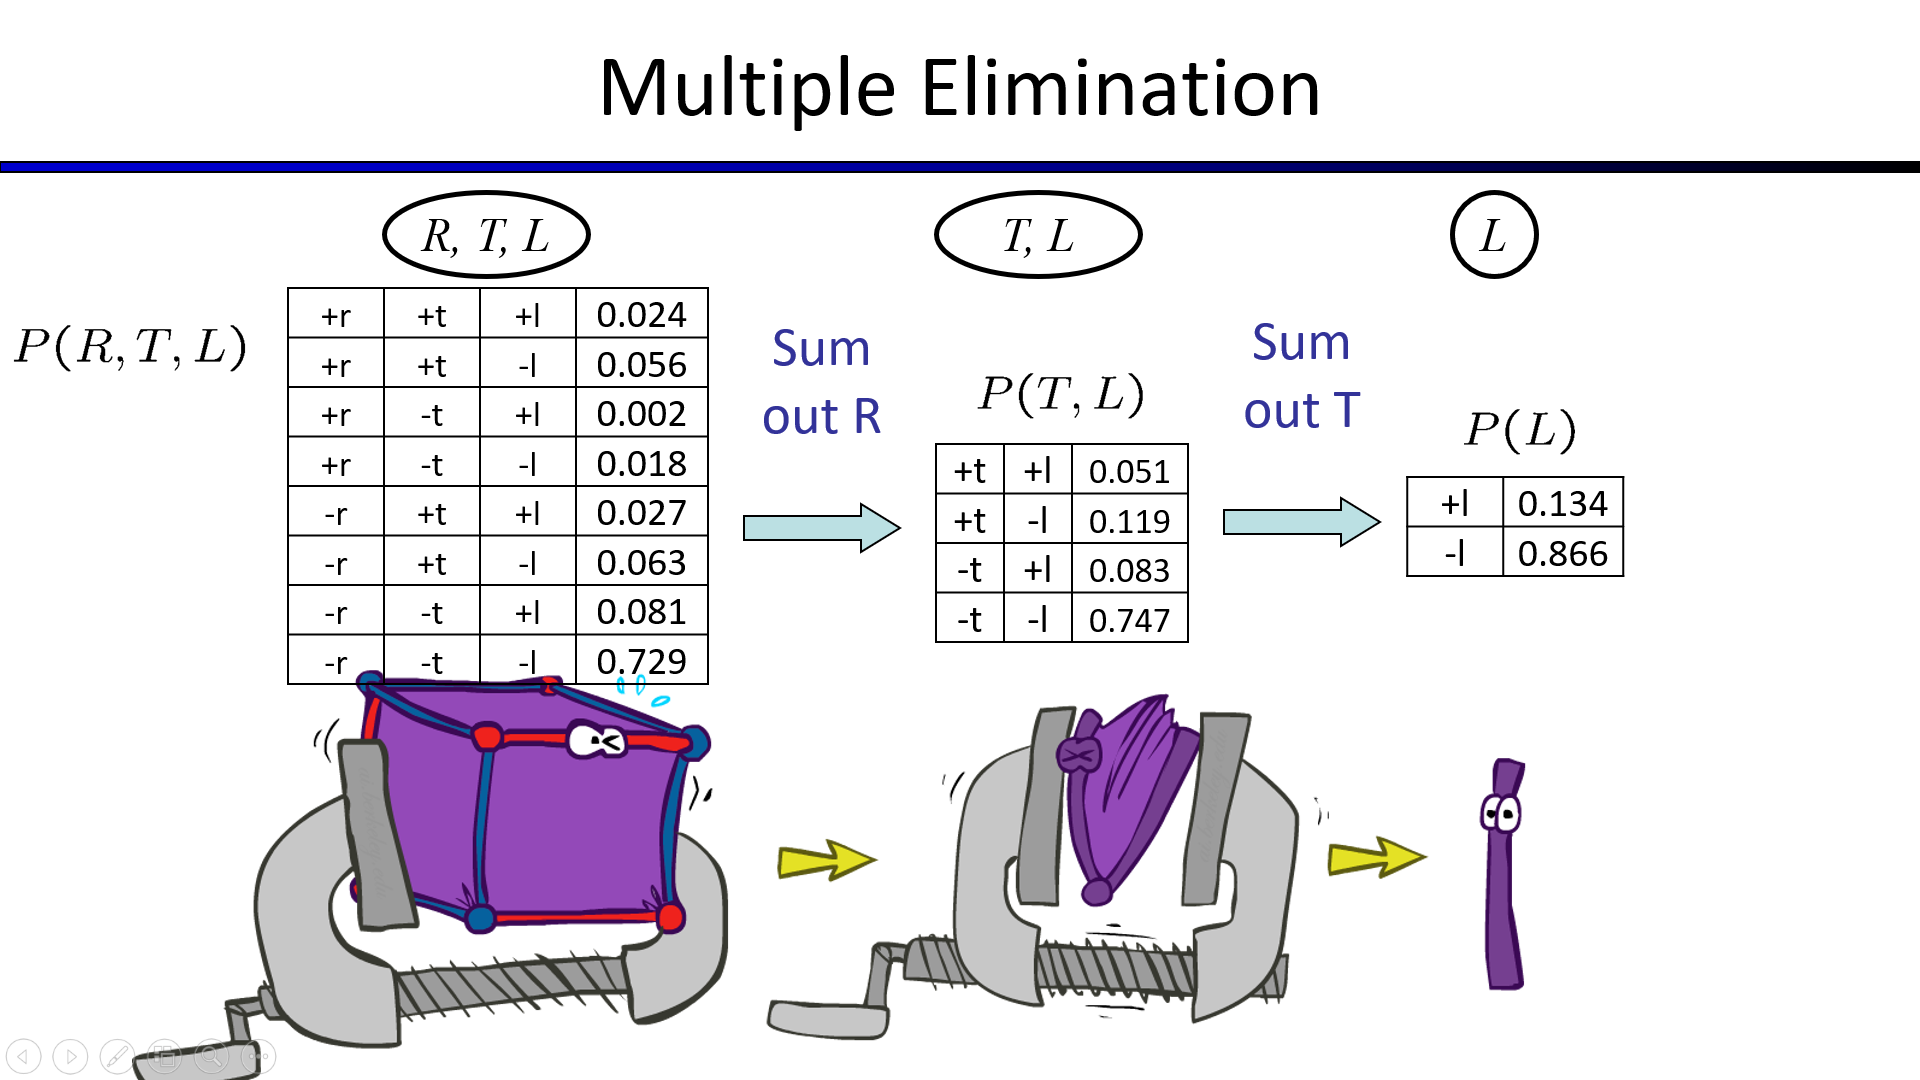 Multiple Elimination
R, T, L
T, L
L
P(R, T, L)
+r +t +l 0.024
+r +t -l 0.056
+r -t +l 0.002
+r -t -l 0.018
-r +t +l 0.027
-r +t -l 0.063
-r -t +l 0.081
-r -t -l 0.729
Sum
out R
P(T, L)
+t +l 0.051
+t -l 0.119
-t +l 0.083
-t -l 0.747
Sum
out T
P(L)
+l 0.134
-l 0.866